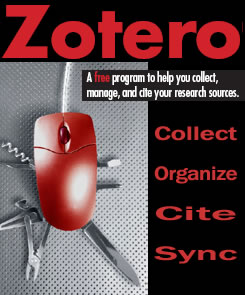 Zotero
A free program to help you collect,
manage, and cite your research sources.
Collect
Organize
Cite
Sync